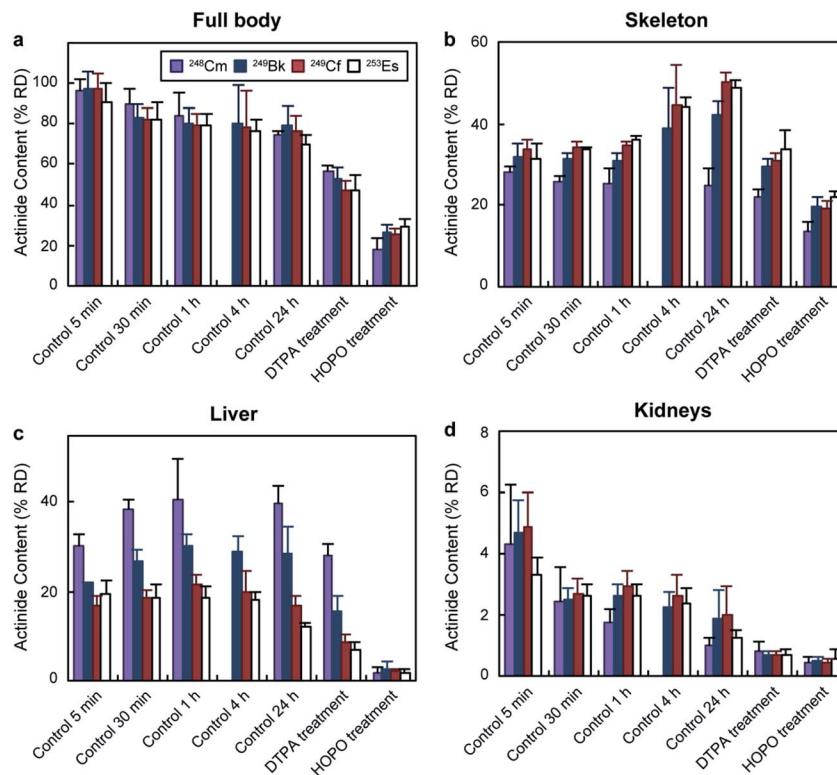 Full body
a
Actinide Content (% RD)
100
80
60
40
20
0
²⁴⁸Cm ²⁴⁹Bk ²⁴⁹Cf ²⁵³Es
Control 5 min
Control 30 min
Control 1 h
Control 4 h
Control 24 h
DTPA treatment
HOPO treatment
Skeleton
b
Actinide Content (% RD)
60
40
20
0
Control 5 min
Control 30 min
Control 1 h
Control 4 h
Control 24 h
DTPA treatment
HOPO treatment
Liver
c
Actinide Content (% RD)
40
20
0
Control 5 min
Control 30 min
Control 1 h
Control 4 h
Control 24 h
DTPA treatment
HOPO treatment
Kidneys
d
Actinide Content (% RD)
8
6
4
2
0
Control 5 min
Control 30 min
Control 1 h
Control 4 h
Control 24 h
DTPA treatment
HOPO treatment